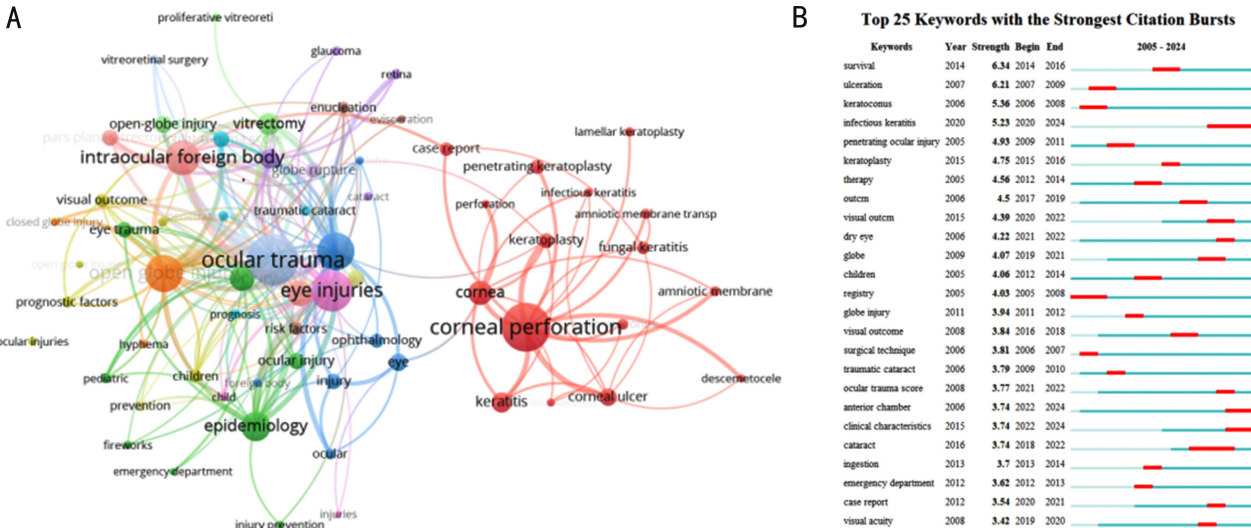 A
proliferative vitreoreti
glaucoma
vitreoretinal surgery
retina
enucleation
evisceration
open-globe injury
vitrectomy
intraocular foreign body
globe rupture
cataract
visual outcome
traumatic cataract
closed globe injury
eye trauma
ocular trauma
open globe injury
eye injuries
prognostic factors
prognosis
risk factors
ophthalmology
ocular injuries
hyphema
ocular injury
eye
pediatric
children
foreign body
injury
child
prevention
epidemiology
fireworks
ocular
emergency department
injuries
injury prevention
case report
lamellar keratoplasty
penetrating keratoplasty
infectious keratitis
perforation
amniotic membrane transp
keratoplasty
fungal keratitis
cornea
amniotic membrane
corneal perforation
descemetocele
keratitis
corneal ulcer
B
Top 25 Keywords with the Strongest Citation Bursts
Keywords Year Strength Begin End 2005 - 2024
survival 2014 6.34 2014 2016
ulceration 2007 6.21 2007 2009
keratoconus 2006 5.36 2006 2008
infectious keratitis 2020 5.23 2020 2024
penetrating ocular injury 2005 4.93 2009 2011
keratoplasty 2015 4.75 2015 2016
therapy 2005 4.56 2012 2014
outcm 2006 4.5 2017 2019
visual outcm 2015 4.39 2020 2022
dry eye 2006 4.22 2021 2022
globe 2009 4.07 2019 2021
children 2005 4.06 2012 2014
registry 2005 4.03 2005 2008
globe injury 2011 3.94 2011 2012
visual outcome 2008 3.84 2016 2018
surgical technique 2006 3.81 2006 2007
traumatic cataract 2006 3.79 2009 2010
ocular trauma score 2008 3.77 2021 2022
anterior chamber 2006 3.74 2022 2024
clinical characteristics 2015 3.74 2022 2024
cataract 2016 3.74 2018 2022
ingestion 2013 3.7 2013 2014
emergency department 2012 3.62 2012 2013
case report 2012 3.54 2020 2021
visual acuity 2008 3.42 2019 2020